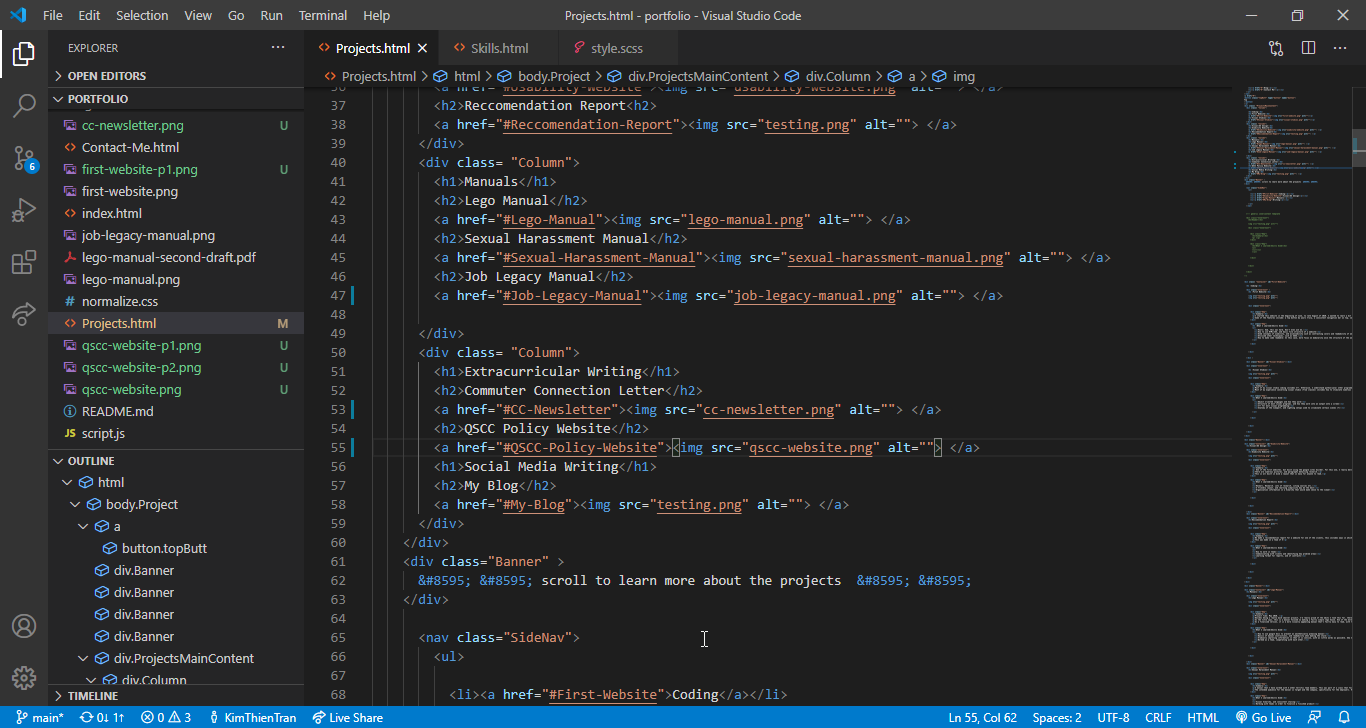 File Edit Selection View Go Run Terminal Help Projects.html - portfolio - Visual Studio Code
EXPLORER
OPEN EDITORS
PORTFOLIO
cc-newsletter.png U
Contact-Me.html
first-website-p1.png U
first-website.png
index.html
job-legacy-manual.png
lego-manual-second-draft.pdf
lego-manual.png
# normalize.css
Projects.html M
qscc-website-p1.png U
qscc-website-p2.png U
qscc-website.png U
README.md
JS script.js
OUTLINE
html
body.Project
a
button.topButt
div.Banner
div.Banner
div.Banner
div.Banner
div.ProjectsMainContent
div.Column
TIMELINE
Projects.html Skills.html style.scss
Projects.html > html > body.Project > div.ProjectsMainContent > div.Column > a > img
36 <a href="#Usability-Website"><img src="usability-website.png" alt=""> </a>
37 <h2>Reccomendation Report<h2>
38 <a href="#Reccomendation-Report"><img src="testing.png" alt=""> </a>
39 </div>
40 <div class= "Column">
41 <h1>Manuals</h1>
42 <h2>Lego Manual</h2>
43 <a href="#Lego-Manual"><img src="lego-manual.png" alt=""> </a>
44 <h2>Sexual Harassment Manual</h2>
45 <a href="#Sexual-Harassment-Manual"><img src="sexual-harassment-manual.png" alt=""> </a>
46 <h2>Job Legacy Manual</h2>
47 <a href="#Job-Legacy-Manual"><img src="job-legacy-manual.png" alt=""> </a>
48
49 </div>
50 <div class= "Column">
51 <h1>Extracurricular Writing</h1>
52 <h2>Commuter Connection Letter</h2>
53 <a href="#CC-Newsletter"><img src="cc-newsletter.png" alt=""> </a>
54 <h2>QSCC Policy Website</h2>
55 <a href="#QSCC-Policy-Website"><img src="qscc-website.png" alt=""> </a>
56 <h1>Social Media Writing</h1>
57 <h2>My Blog</h2>
58 <a href="#My-Blog"><img src="testing.png" alt=""> </a>
59 </div>
60 </div>
61 <div class="Banner" >
62 &#8595; &#8595; scroll to learn more about the projects &#8595; &#8595;
63 </div>
64
65 <nav class="SideNav">
66 <ul>
67
68 <li><a href="#First-Website">Coding</a></li>
6
main* 0↓ 1↑ 0 3 KimThienTran Live Share Ln 55, Col 62 Spaces: 2 UTF-8 CRLF HTML Go Live